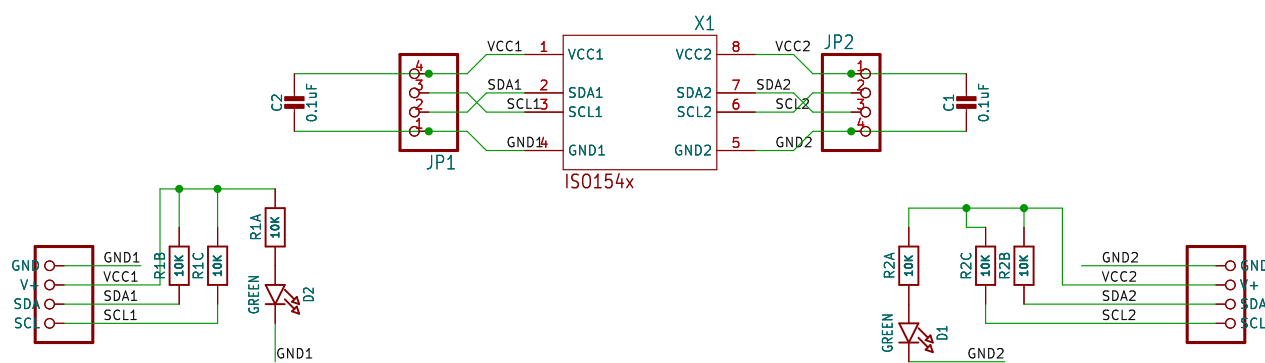 X1
VCC1 1 VCC1 VCC2 8 VCC2 JP2
4 1
C2 0.1uF 3 SDA1 2 SDA1 SDA2 7 SDA2 2 C1 0.1uF
2 SCL1 3 SCL1 SCL2 6 SCL2 3
1 GND1 4 GND1 GND2 5 GND2 4
JP1
ISO154x
R1A 10K
R1B 10K R1C 10K
GND GND1
V+ VCC1
SDA SDA1
SCL SCL1
GREEN D2
GND1
R2A 10K R2C 10K R2B 10K
GND2 GND
VCC2 V+
SDA2 SDA
SCL2 SCL
GREEN D1
GND2